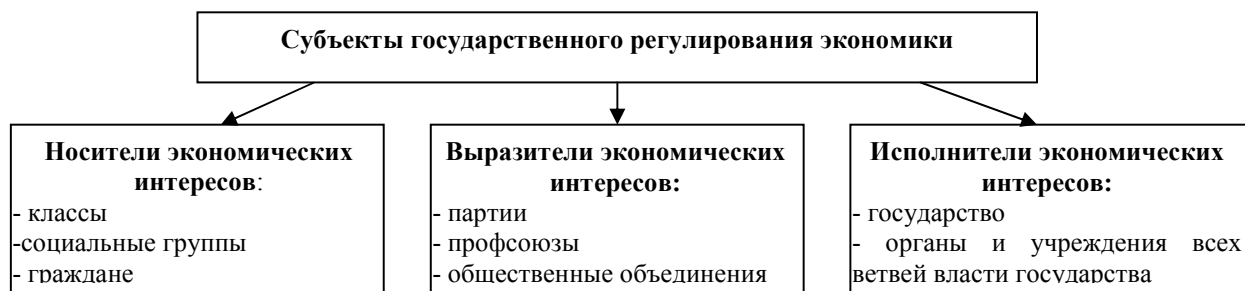 Субъекты государственного регулирования экономики
Носители экономических
интересов:
- классы
-социальные группы
- граждане
Выразители экономических
интересов:
- партии
- профсоюзы
- общественные объединения
Исполнители экономических
интересов:
- государство
- органы и учреждения всех
ветвей власти государства